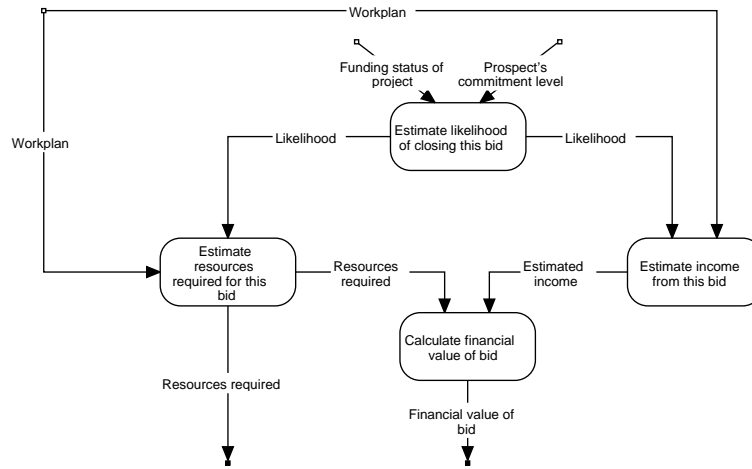 Workplan
Funding status of
project
Prospect's
commitment level
Estimate likelihood
of closing this bid
Likelihood
Likelihood
Workplan
Estimate
resources
required for this
bid
Resources
required
Estimated
income
Estimate income
from this bid
Calculate financial
value of bid
Resources required
Financial value of
bid